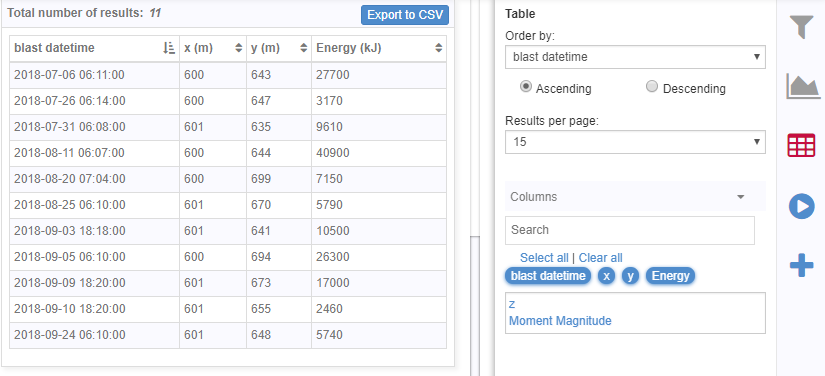 Total number of results: 11
Export to CSV
blast datetime x (m) y (m) Energy (kJ)
2018-07-06 06:11:00 600 643 27700
2018-07-26 06:14:00 600 647 3170
2018-07-31 06:08:00 601 635 9610
2018-08-11 06:07:00 600 644 40900
2018-08-20 07:04:00 600 699 7150
2018-08-25 06:10:00 601 670 5790
2018-09-03 18:18:00 601 641 10500
2018-09-05 06:10:00 600 694 26300
2018-09-09 18:20:00 601 673 17000
2018-09-10 18:20:00 601 655 2460
2018-09-24 06:10:00 601 648 5740
Table
Order by:
blast datetime
Ascending Descending
Results per page:
15
Columns
Search
Select all | Clear all
blast datetime x y Energy
z
Moment Magnitude